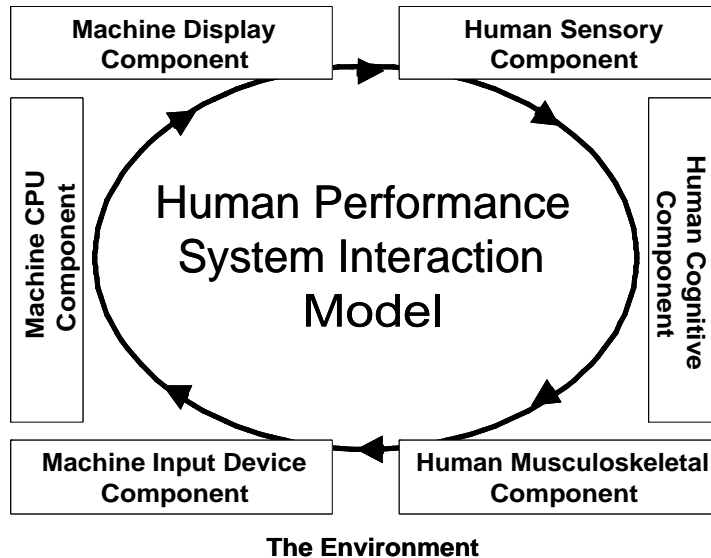 Machine Display
Component
Human Sensory
Component
Machine CPU
Component
Human Performance
System Interaction
Model
Human Cognitive
Component
Machine Input Device
Component
Human Musculoskeletal
Component
The Environment